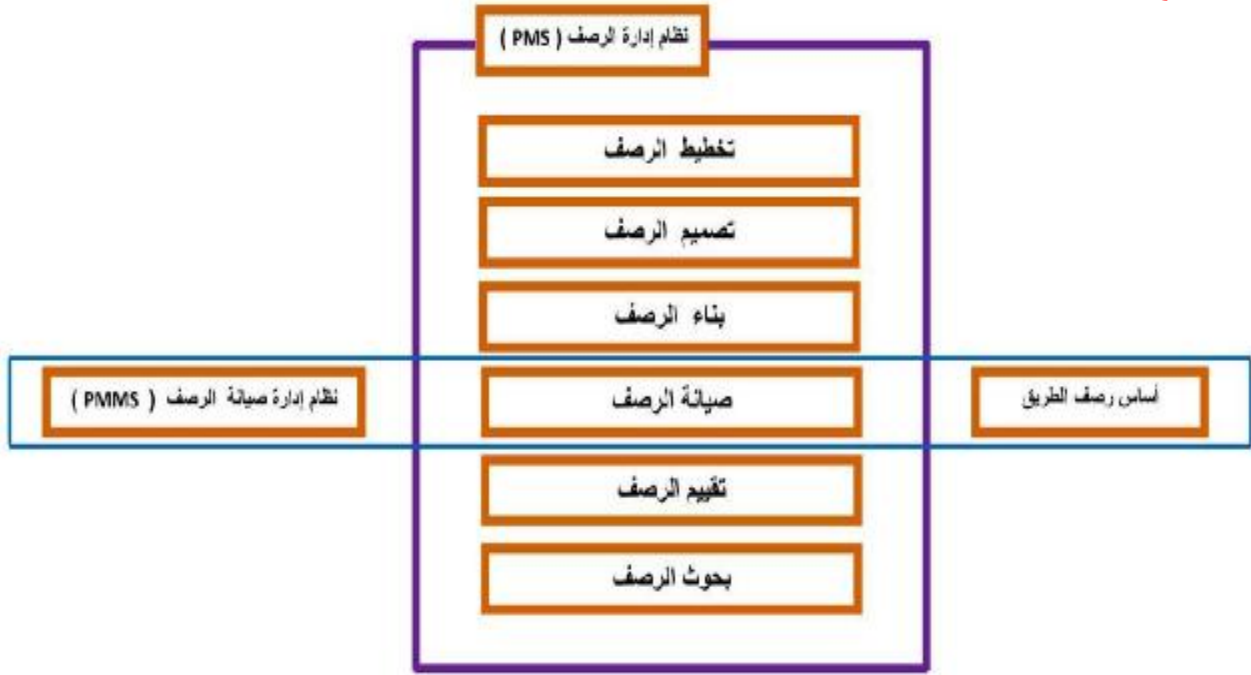 نظام إدارة الرصف ( PMS )
تخطيط الرصف
تصميم الرصف
بناء الرصف
أساس رصف الطريق
صيانة الرصف
نظام إدارة صيانة الرصف ( PMMS )
تقييم الرصف
بحوث الرصف